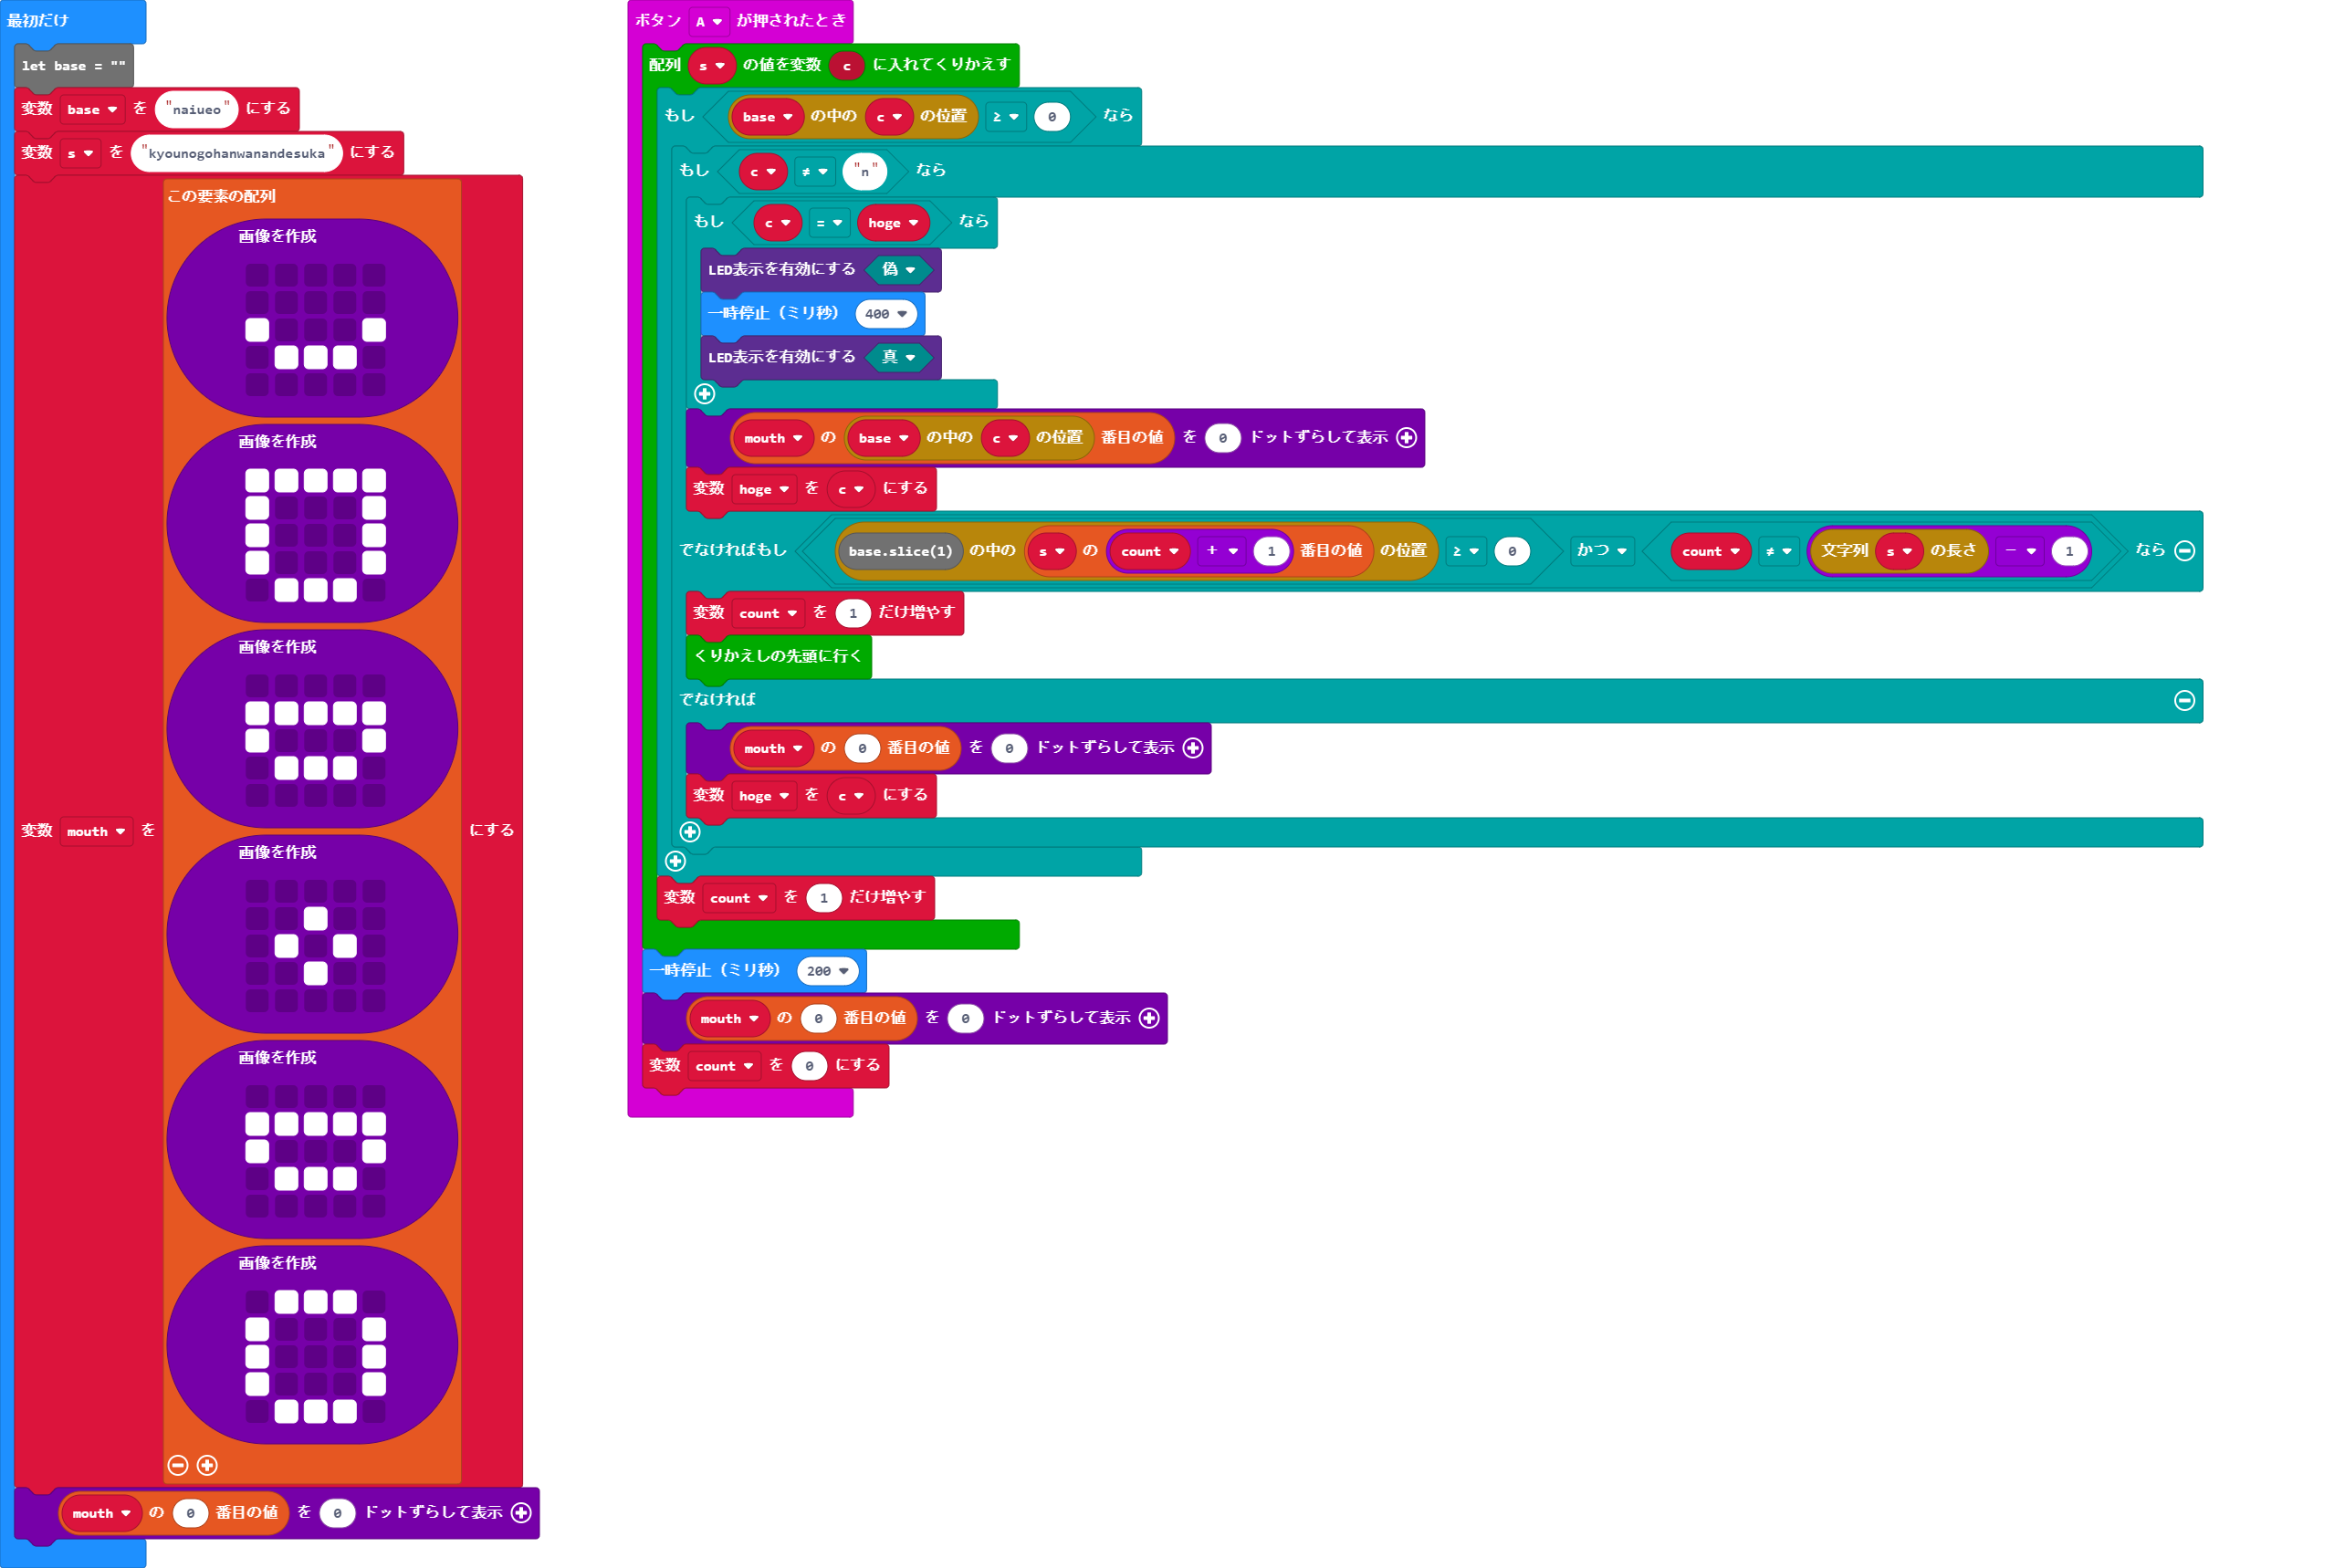 最初だけ
let base = ""
変数 base を "naiueo" にする
変数 s を "kyounogohanwanandesuka" にする
この要素の配列
画像を作成
画像を作成
画像を作成
変数 mouth を にする
画像を作成
画像を作成
画像を作成
mouth の 0 番目の値 を 0 ドットずらして表示
ボタン A が押されたとき
配列 s の値を変数 c に入れてくりかえす
もし base の中の c の位置 ≥ 0 なら
もし c ≠ "n" なら
もし c = hoge なら
LED表示を有効にする 偽
一時停止（ミリ秒） 400
LED表示を有効にする 真
mouth の base の中の c の位置 番目の値 を 0 ドットずらして表示
変数 hoge を c にする
でなければもし base.slice(1) の中の s の count + 1 番目の値 の位置 ≥ 0 かつ count ≠ 文字列 s の長さ - 1 なら
変数 count を 1 だけ増やす
くりかえしの先頭に行く
でなければ
mouth の 0 番目の値 を 0 ドットずらして表示
変数 hoge を c にする
変数 count を 1 だけ増やす
一時停止（ミリ秒） 200
mouth の 0 番目の値 を 0 ドットずらして表示
変数 count を 0 にする